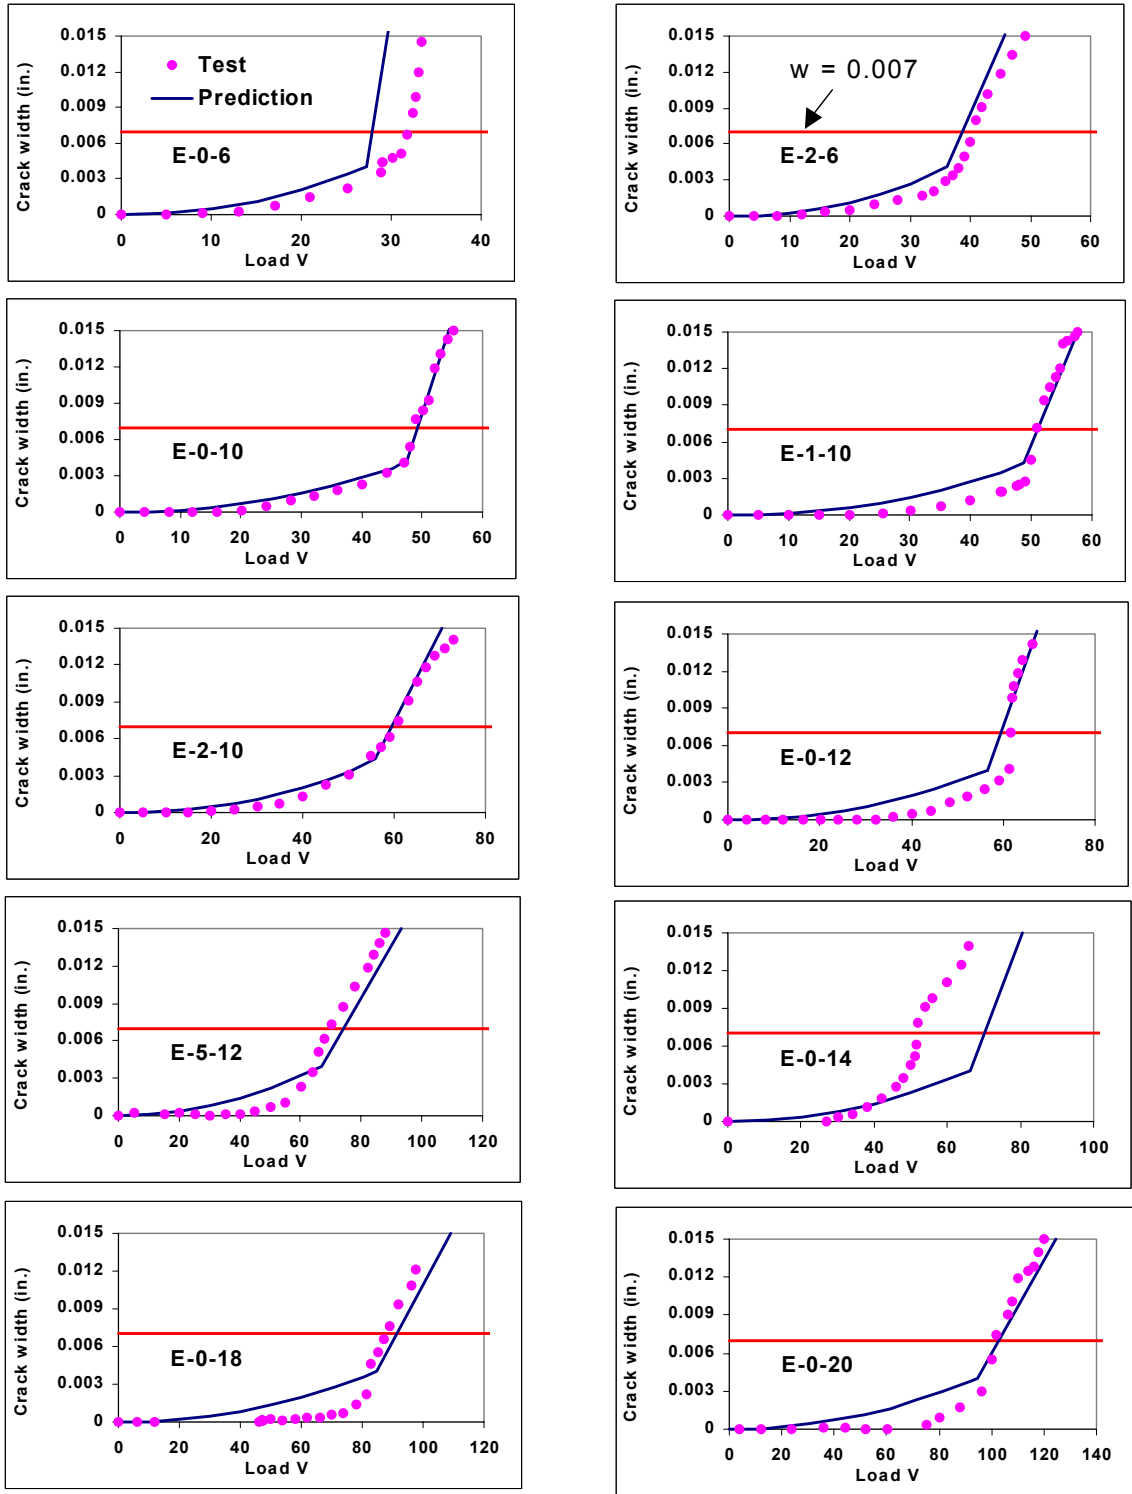 0.015
0.012
0.009
0.006
0.003
0
Crack width (in.)
Test
Prediction
E-0-6
0 10 20 30 40
Load V
0.015
0.012
0.009
0.006
0.003
0
Crack width (in.)
w = 0.007
E-2-6
0 10 20 30 40 50 60
Load V
0.015
0.012
0.009
0.006
0.003
0
Crack width (in.)
E-0-10
0 10 20 30 40 50 60
Load V
0.015
0.012
0.009
0.006
0.003
0
Crack width (in.)
E-1-10
0 10 20 30 40 50 60
Load V
0.015
0.012
0.009
0.006
0.003
0
Crack width (in.)
E-2-10
0 20 40 60 80
Load V
0.015
0.012
0.009
0.006
0.003
0
Crack width (in.)
E-0-12
0 20 40 60 80
Load V
0.015
0.012
0.009
0.006
0.003
0
Crack width (in.)
E-5-12
0 20 40 60 80 100 120
Load V
0.015
0.012
0.009
0.006
0.003
0
Crack width (in.)
E-0-14
0 20 40 60 80 100
Load V
0.015
0.012
0.009
0.006
0.003
0
Crack width (in.)
E-0-18
0 20 40 60 80 100 120
Load V
0.015
0.012
0.009
0.006
0.003
0
Crack width (in.)
E-0-20
0 20 40 60 80 100 120 140
Load V